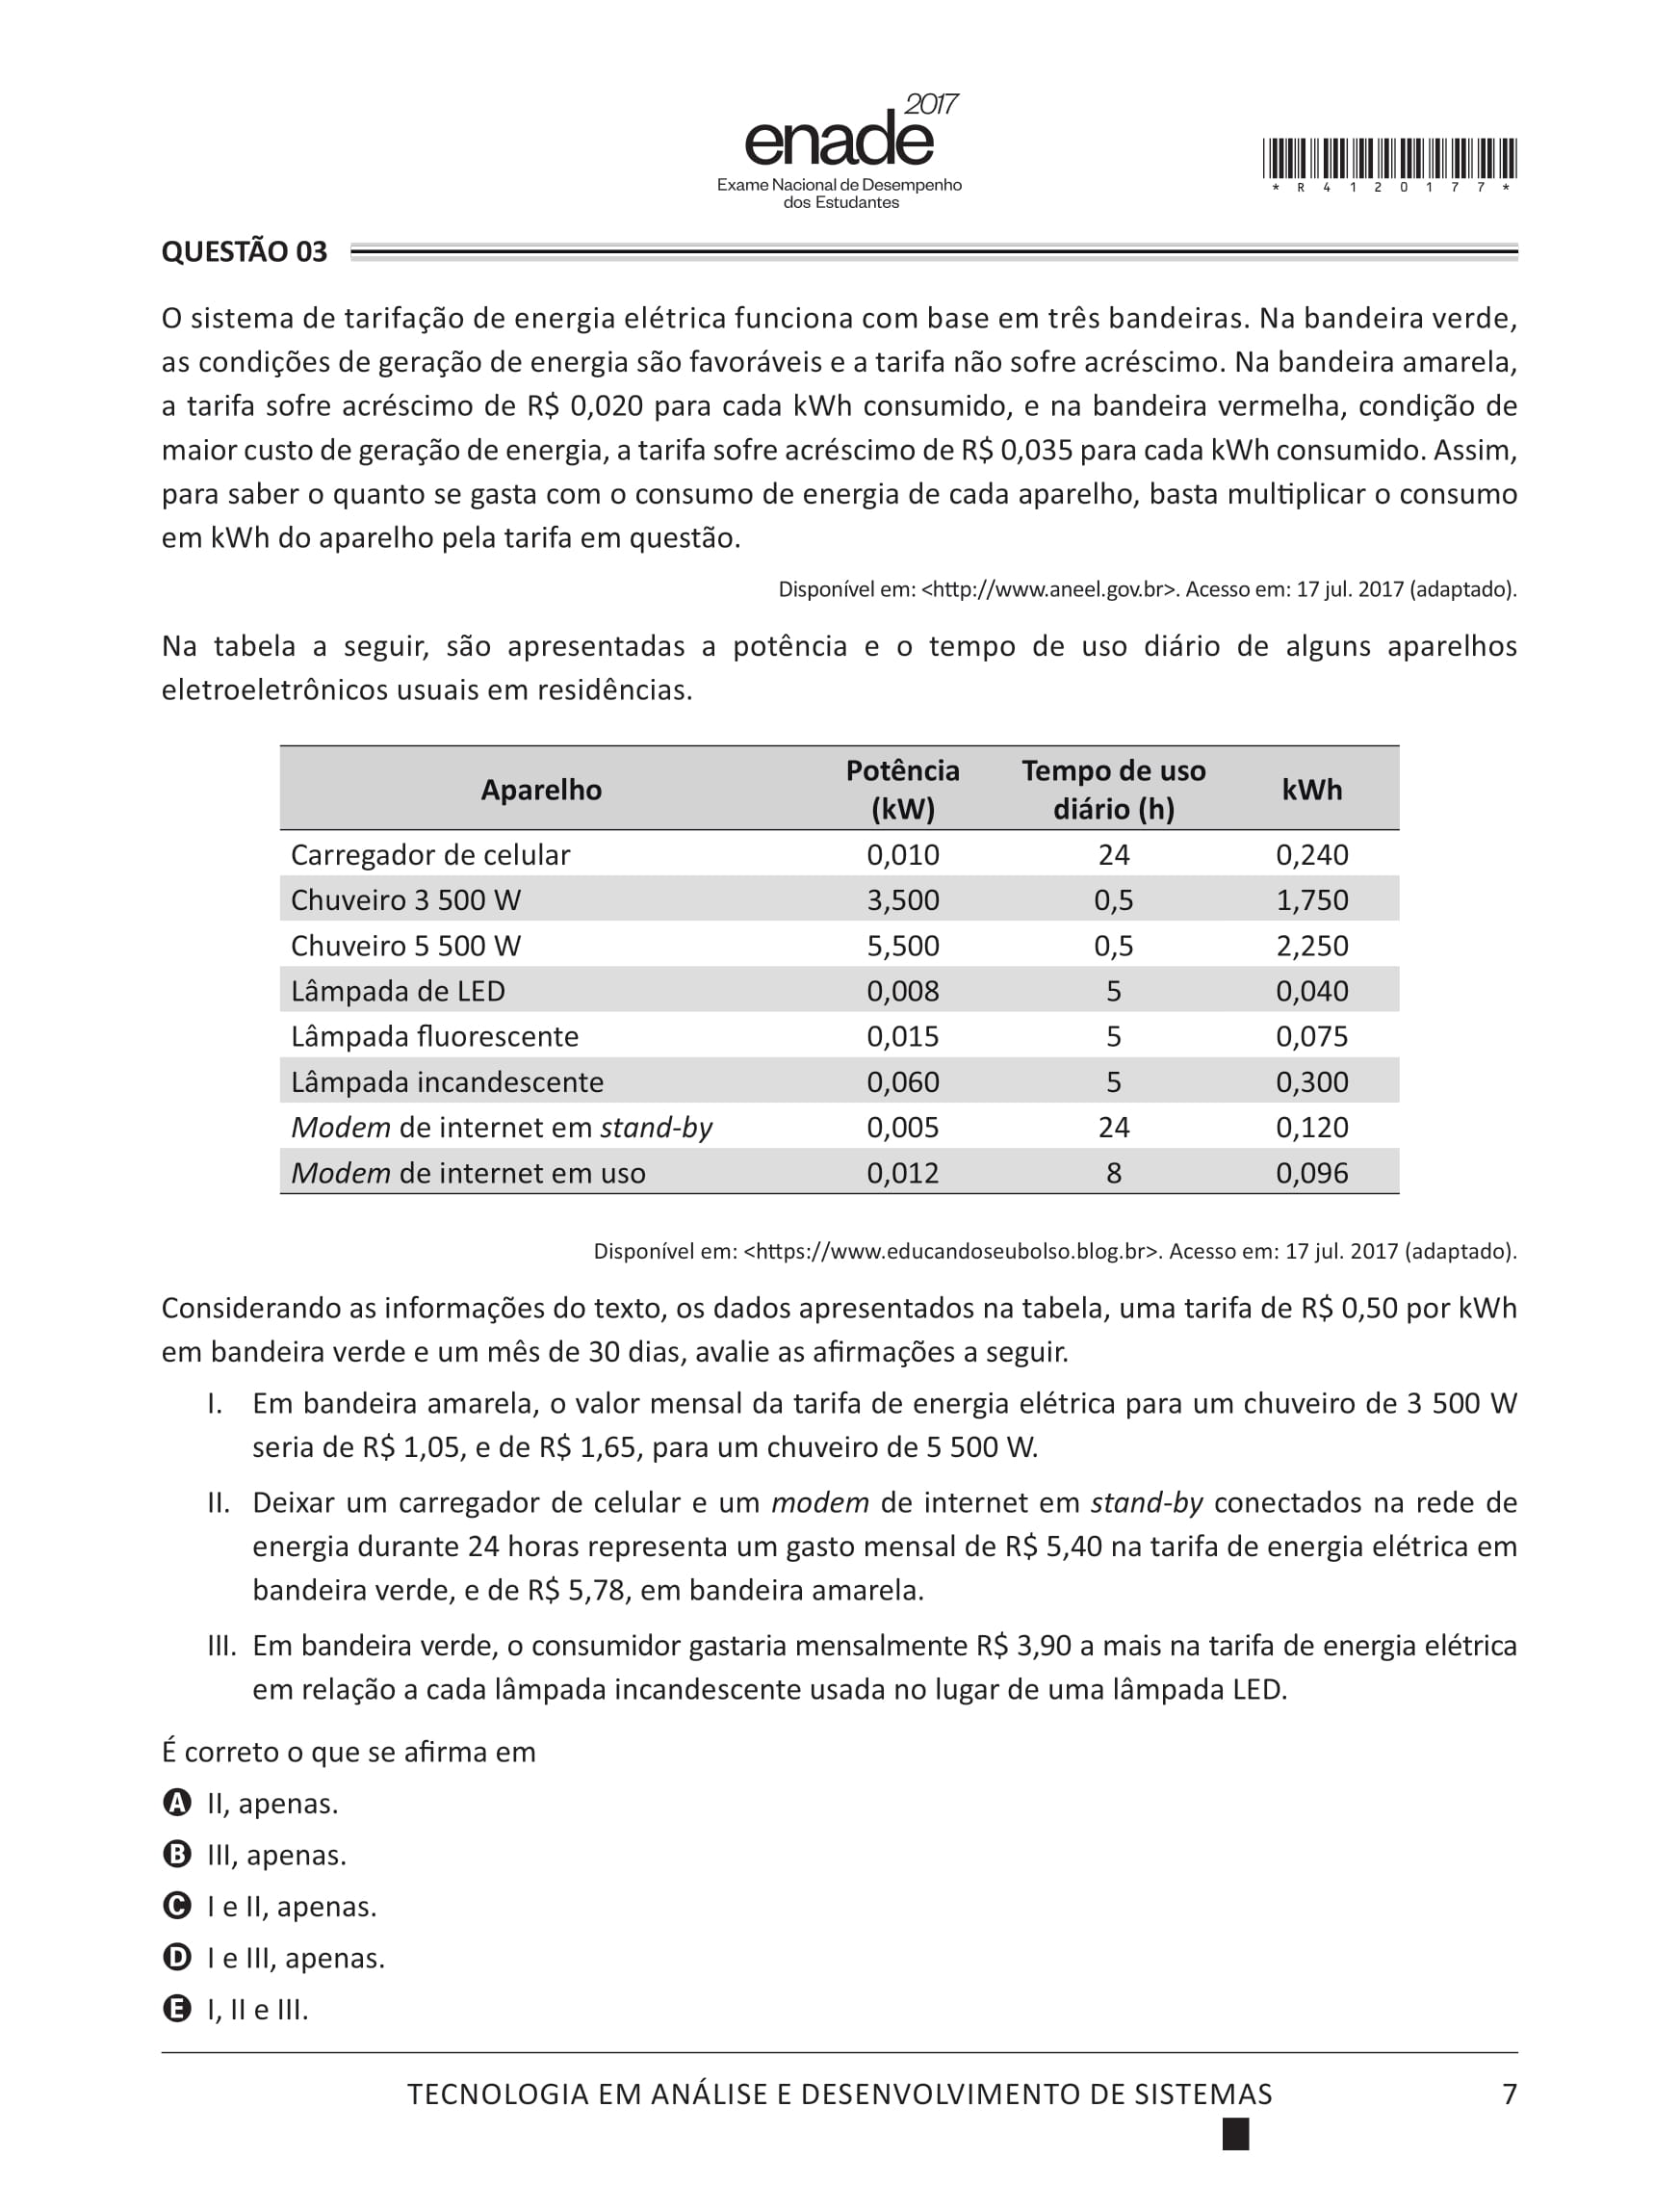 2017
enade
Exame Nacional de Desempenho
dos Estudantes
* R 4 1 2 0 1 7 7 *
QUESTÃO 03
O sistema de tarifação de energia elétrica funciona com base em três bandeiras. Na bandeira verde,
as condições de geração de energia são favoráveis e a tarifa não sofre acréscimo. Na bandeira amarela,
a tarifa sofre acréscimo de R$ 0,020 para cada kWh consumido, e na bandeira vermelha, condição de
maior custo de geração de energia, a tarifa sofre acréscimo de R$ 0,035 para cada kWh consumido. Assim,
para saber o quanto se gasta com o consumo de energia de cada aparelho, basta multiplicar o consumo
em kWh do aparelho pela tarifa em questão.
Disponível em: <http://www.aneel.gov.br>. Acesso em: 17 jul. 2017 (adaptado).
Na tabela a seguir, são apresentadas a potência e o tempo de uso diário de alguns aparelhos
eletroeletrônicos usuais em residências.
Aparelho Potência (kW) Tempo de uso diário (h) kWh
Carregador de celular 0,010 24 0,240
Chuveiro 3 500 W 3,500 0,5 1,750
Chuveiro 5 500 W 5,500 0,5 2,250
Lâmpada de LED 0,008 5 0,040
Lâmpada fluorescente 0,015 5 0,075
Lâmpada incandescente 0,060 5 0,300
Modem de internet em stand-by 0,005 24 0,120
Modem de internet em uso 0,012 8 0,096
Disponível em: <https://www.educandoseubolso.blog.br>. Acesso em: 17 jul. 2017 (adaptado).
Considerando as informações do texto, os dados apresentados na tabela, uma tarifa de R$ 0,50 por kWh
em bandeira verde e um mês de 30 dias, avalie as afirmações a seguir.
I. Em bandeira amarela, o valor mensal da tarifa de energia elétrica para um chuveiro de 3 500 W
seria de R$ 1,05, e de R$ 1,65, para um chuveiro de 5 500 W.
II. Deixar um carregador de celular e um modem de internet em stand-by conectados na rede de
energia durante 24 horas representa um gasto mensal de R$ 5,40 na tarifa de energia elétrica em
bandeira verde, e de R$ 5,78, em bandeira amarela.
III. Em bandeira verde, o consumidor gastaria mensalmente R$ 3,90 a mais na tarifa de energia elétrica
em relação a cada lâmpada incandescente usada no lugar de uma lâmpada LED.
É correto o que se afirma em
A II, apenas.
B III, apenas.
C I e II, apenas.
D I e III, apenas.
E I, II e III.
TECNOLOGIA EM ANÁLISE E DESENVOLVIMENTO DE SISTEMAS 7